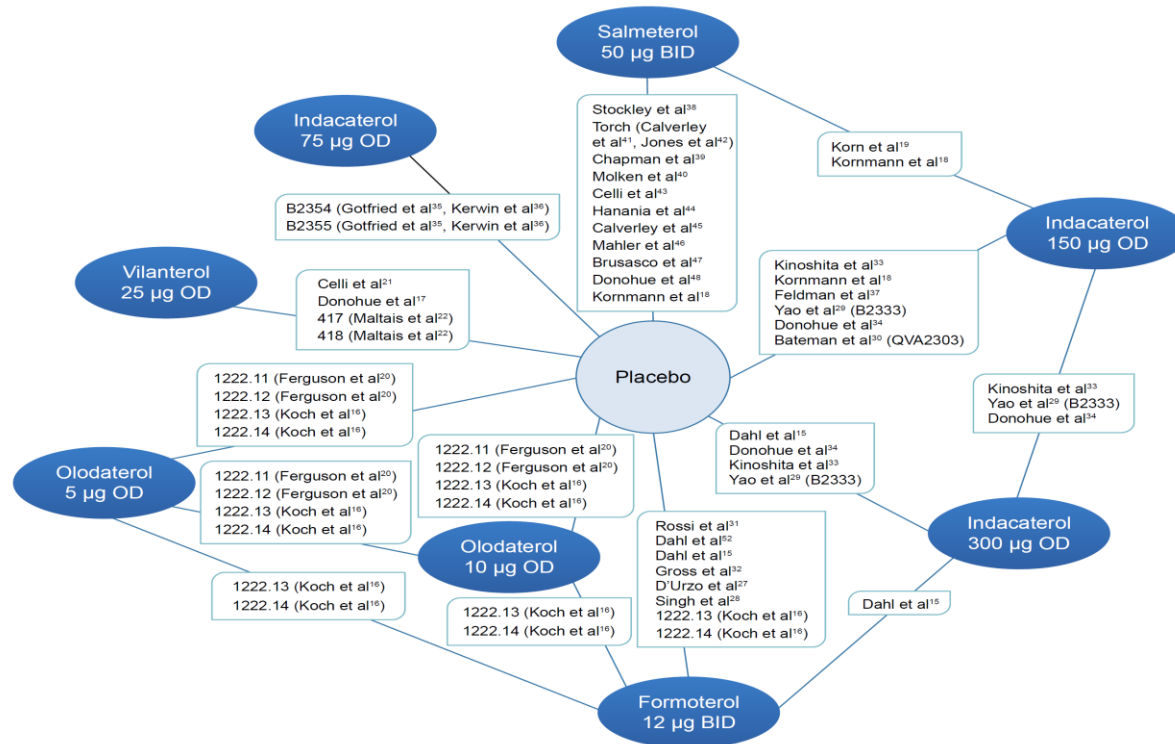 Salmeterol
50 µg BID
Indacaterol
75 µg OD
Stockley et al³⁸
Torch (Calverley
et al⁴¹, Jones et al⁴²)
Chapman et al³⁹
Molken et al⁴⁰
Celli et al⁴³
Hanania et al⁴⁴
Calverley et al⁴⁵
Mahler et al⁴⁶
Brusasco et al⁴⁷
Donohue et al⁴⁸
Kornmann et al¹⁸
Korn et al¹⁹
Kornmann et al¹⁸
B2354 (Gotfried et al³⁵, Kerwin et al³⁶)
B2355 (Gotfried et al³⁵, Kerwin et al³⁶)
Indacaterol
150 µg OD
Vilanterol
25 µg OD
Celli et al²¹
Donohue et al¹⁷
417 (Maltais et al²²)
418 (Maltais et al²²)
Kinoshita et al³³
Kornmann et al¹⁸
Feldman et al³⁷
Yao et al²⁹ (B2333)
Donohue et al³⁴
Bateman et al³⁰ (QVA2303)
Placebo
1222.11 (Ferguson et al²⁰)
1222.12 (Ferguson et al²⁰)
1222.13 (Koch et al¹⁶)
1222.14 (Koch et al¹⁶)
Kinoshita et al³³
Yao et al²⁹ (B2333)
Donohue et al³⁴
Dahl et al¹⁵
Donohue et al³⁴
Kinoshita et al³³
Yao et al²⁹ (B2333)
Olodaterol
5 µg OD
1222.11 (Ferguson et al²⁰)
1222.12 (Ferguson et al²⁰)
1222.13 (Koch et al¹⁶)
1222.14 (Koch et al¹⁶)
1222.11 (Ferguson et al²⁰)
1222.12 (Ferguson et al²⁰)
1222.13 (Koch et al¹⁶)
1222.14 (Koch et al¹⁶)
Olodaterol
10 µg OD
Rossi et al³¹
Dahl et al⁵²
Dahl et al¹⁵
Gross et al³²
D'Urzo et al²⁷
Singh et al²⁸
1222.13 (Koch et al¹⁶)
1222.14 (Koch et al¹⁶)
Indacaterol
300 µg OD
1222.13 (Koch et al¹⁶)
1222.14 (Koch et al¹⁶)
1222.13 (Koch et al¹⁶)
1222.14 (Koch et al¹⁶)
Dahl et al¹⁵
Formoterol
12 µg BID